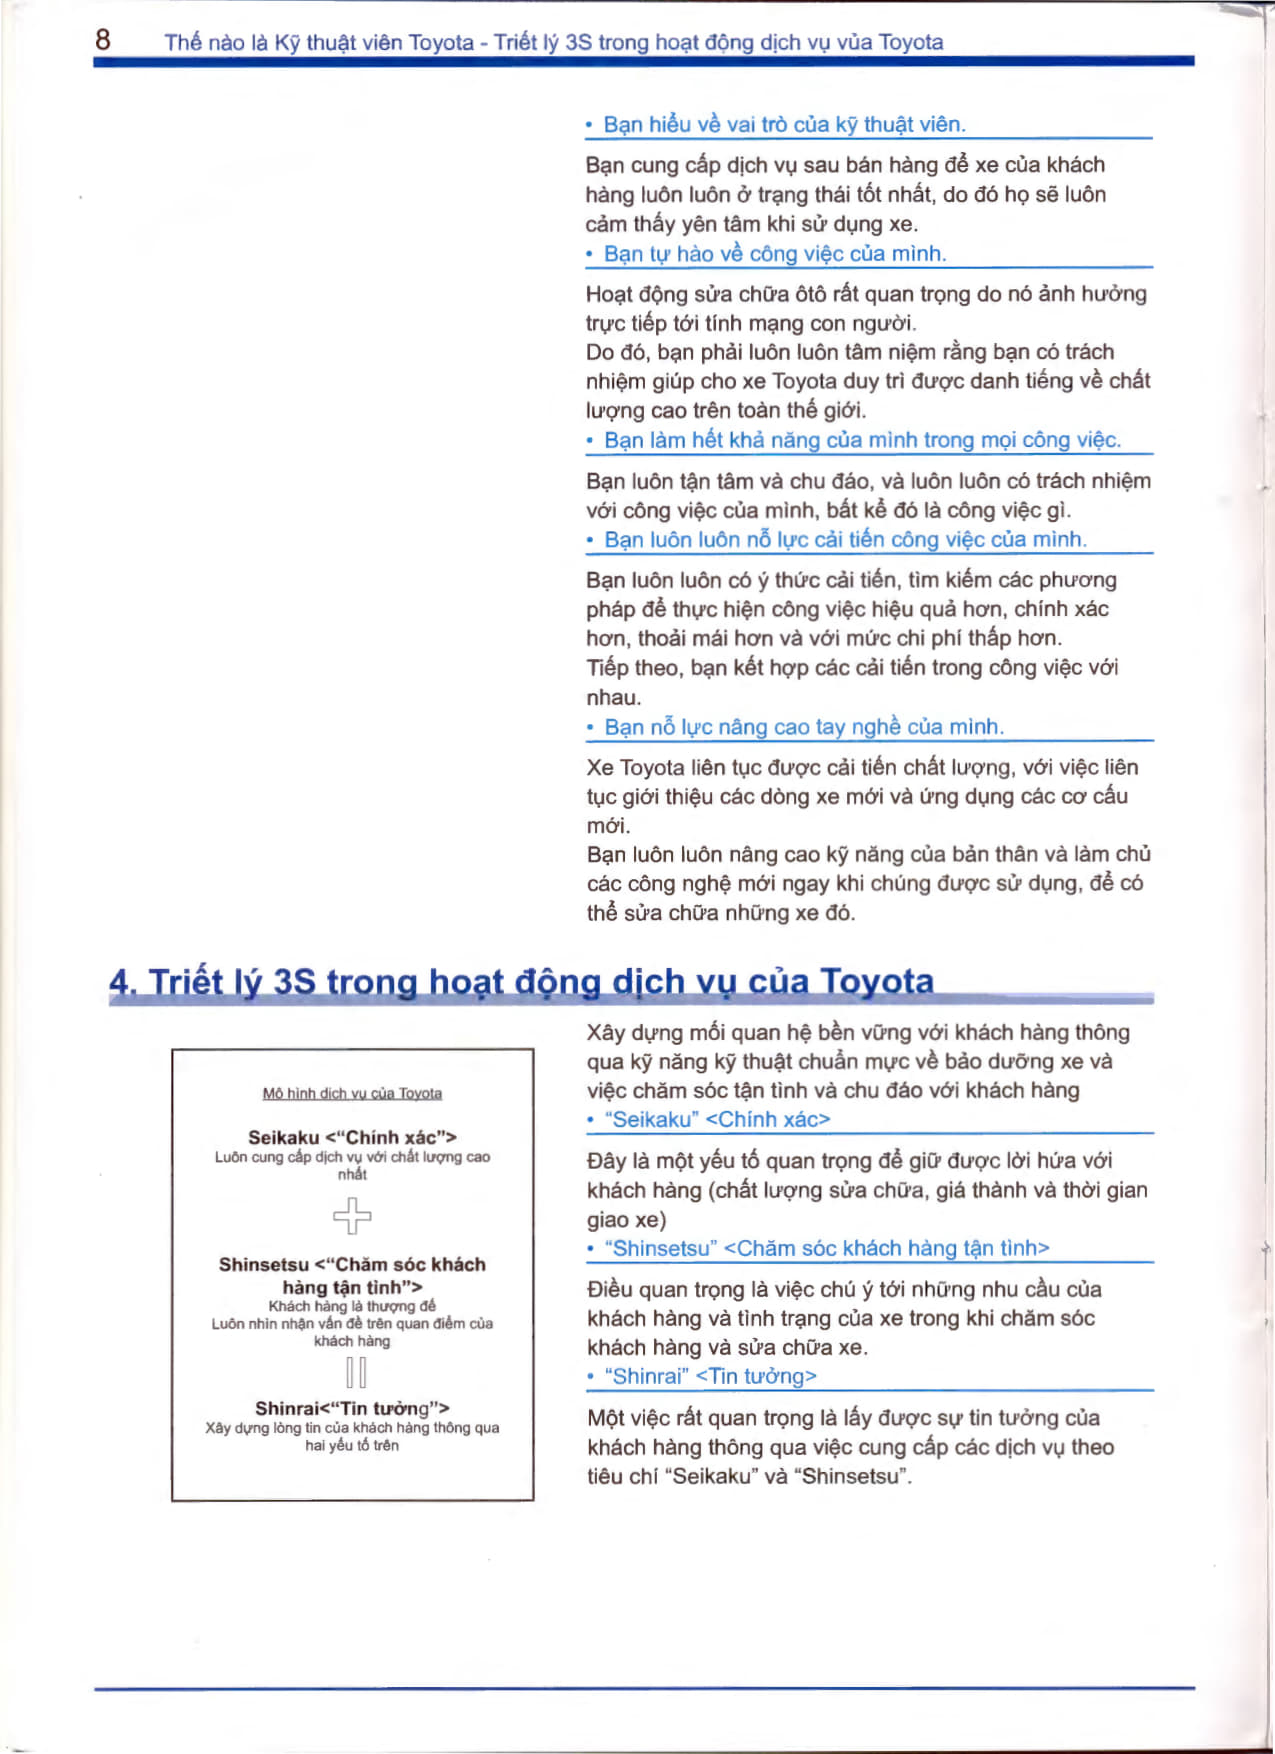 8 Thế nào là Kỹ thuật viên Toyota - Triết lý 3S trong hoạt động dịch vụ vủa Toyota
• Bạn hiểu về vai trò của kỹ thuật viên.
Bạn cung cấp dịch vụ sau bán hàng để xe của khách
hàng luôn luôn ở trạng thái tốt nhất, do đó họ sẽ luôn
cảm thấy yên tâm khi sử dụng xe.
• Bạn tự hào về công việc của mình.
Hoạt động sửa chữa ôtô rất quan trọng do nó ảnh hưởng
trực tiếp tới tính mạng con người.
Do đó, bạn phải luôn luôn tâm niệm rằng bạn có trách
nhiệm giúp cho xe Toyota duy trì được danh tiếng về chất
lượng cao trên toàn thế giới.
• Bạn làm hết khả năng của mình trong mọi công việc.
Bạn luôn tận tâm và chu đáo, và luôn luôn có trách nhiệm
với công việc của mình, bất kể đó là công việc gì.
• Bạn luôn luôn nỗ lực cải tiến công việc của mình.
Bạn luôn luôn có ý thức cải tiến, tìm kiếm các phương
pháp để thực hiện công việc hiệu quả hơn, chính xác
hơn, thoải mái hơn và với mức chi phí thấp hơn.
Tiếp theo, bạn kết hợp các cải tiến trong công việc với
nhau.
• Bạn nỗ lực nâng cao tay nghề của mình.
Xe Toyota liên tục được cải tiến chất lượng, với việc liên
tục giới thiệu các dòng xe mới và ứng dụng các cơ cấu
mới.
Bạn luôn luôn nâng cao kỹ năng của bản thân và làm chủ
các công nghệ mới ngay khi chúng được sử dụng, để có
thể sửa chữa những xe đó.
4. Triết lý 3S trong hoạt động dịch vụ của Toyota
Mô hình dịch vụ của Toyota
Seikaku <“Chính xác”>
Luôn cung cấp dịch vụ với chất lượng cao
nhất
Shinsetsu <“Chăm sóc khách
hàng tận tình”>
Khách hàng là thượng đế
Luôn nhìn nhận vấn đề trên quan điểm của
khách hàng
Shinrai<“Tin tưởng”>
Xây dựng lòng tin của khách hàng thông qua
hai yếu tố trên
Xây dựng mối quan hệ bền vững với khách hàng thông
qua kỹ năng kỹ thuật chuẩn mực về bảo dưỡng xe và
việc chăm sóc tận tình và chu đáo với khách hàng
• “Seikaku” <Chính xác>
Đây là một yếu tố quan trọng để giữ được lời hứa với
khách hàng (chất lượng sửa chữa, giá thành và thời gian
giao xe)
• “Shinsetsu” <Chăm sóc khách hàng tận tình>
Điều quan trọng là việc chú ý tới những nhu cầu của
khách hàng và tình trạng của xe trong khi chăm sóc
khách hàng và sửa chữa xe.
• “Shinrai” <Tin tưởng>
Một việc rất quan trọng là lấy được sự tin tưởng của
khách hàng thông qua việc cung cấp các dịch vụ theo
tiêu chí “Seikaku” và “Shinsetsu”.